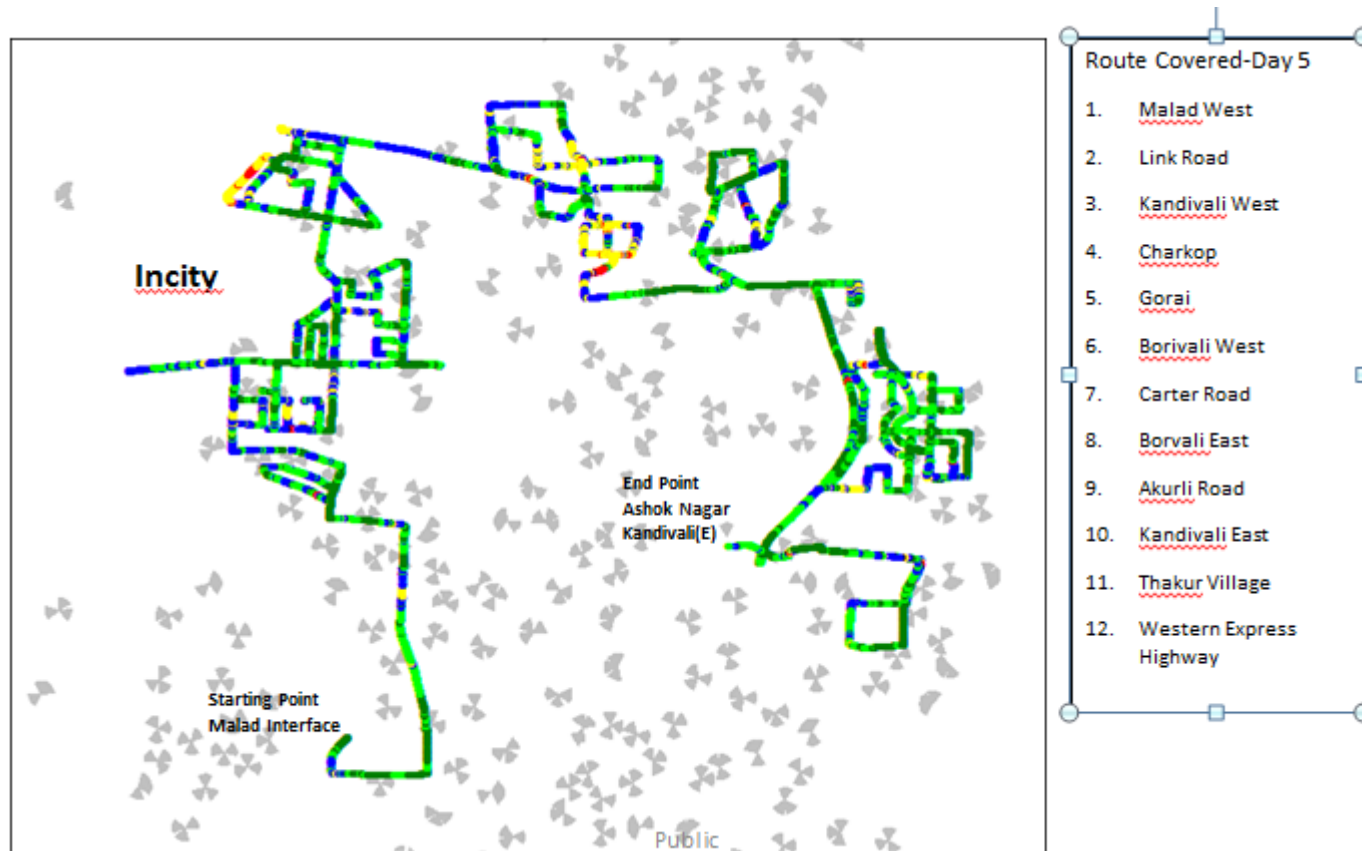 Incity
End Point
Ashok Nagar
Kandivali(E)
Starting Point
Malad Interface
Public
Route Covered-Day 5
1. Malad West
2. Link Road
3. Kandivali West
4. Charkop
5. Gorai
6. Borivali West
7. Carter Road
8. Borvali East
9. Akurli Road
10. Kandivali East
11. Thakur Village
12. Western Express
Highway